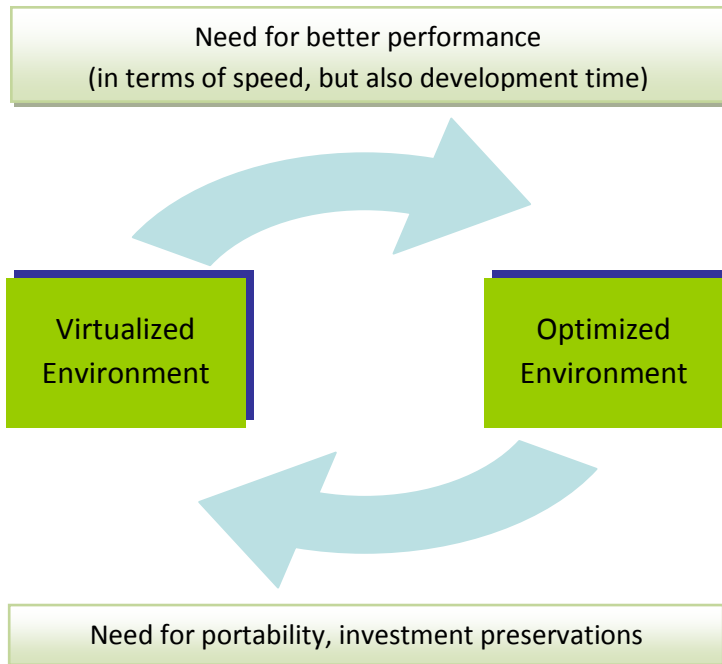 Need for better performance
(in terms of speed, but also development time)
Virtualized
Environment
Optimized
Environment
Need for portability, investment preservations